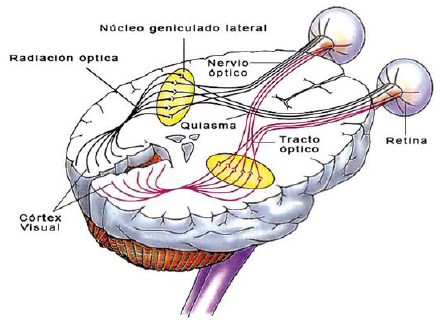 Núcleo geniculado lateral
Radiación óptica
Nervio
óptico
Quiasma
Tracto
óptico
Retina
Córtex
Visual